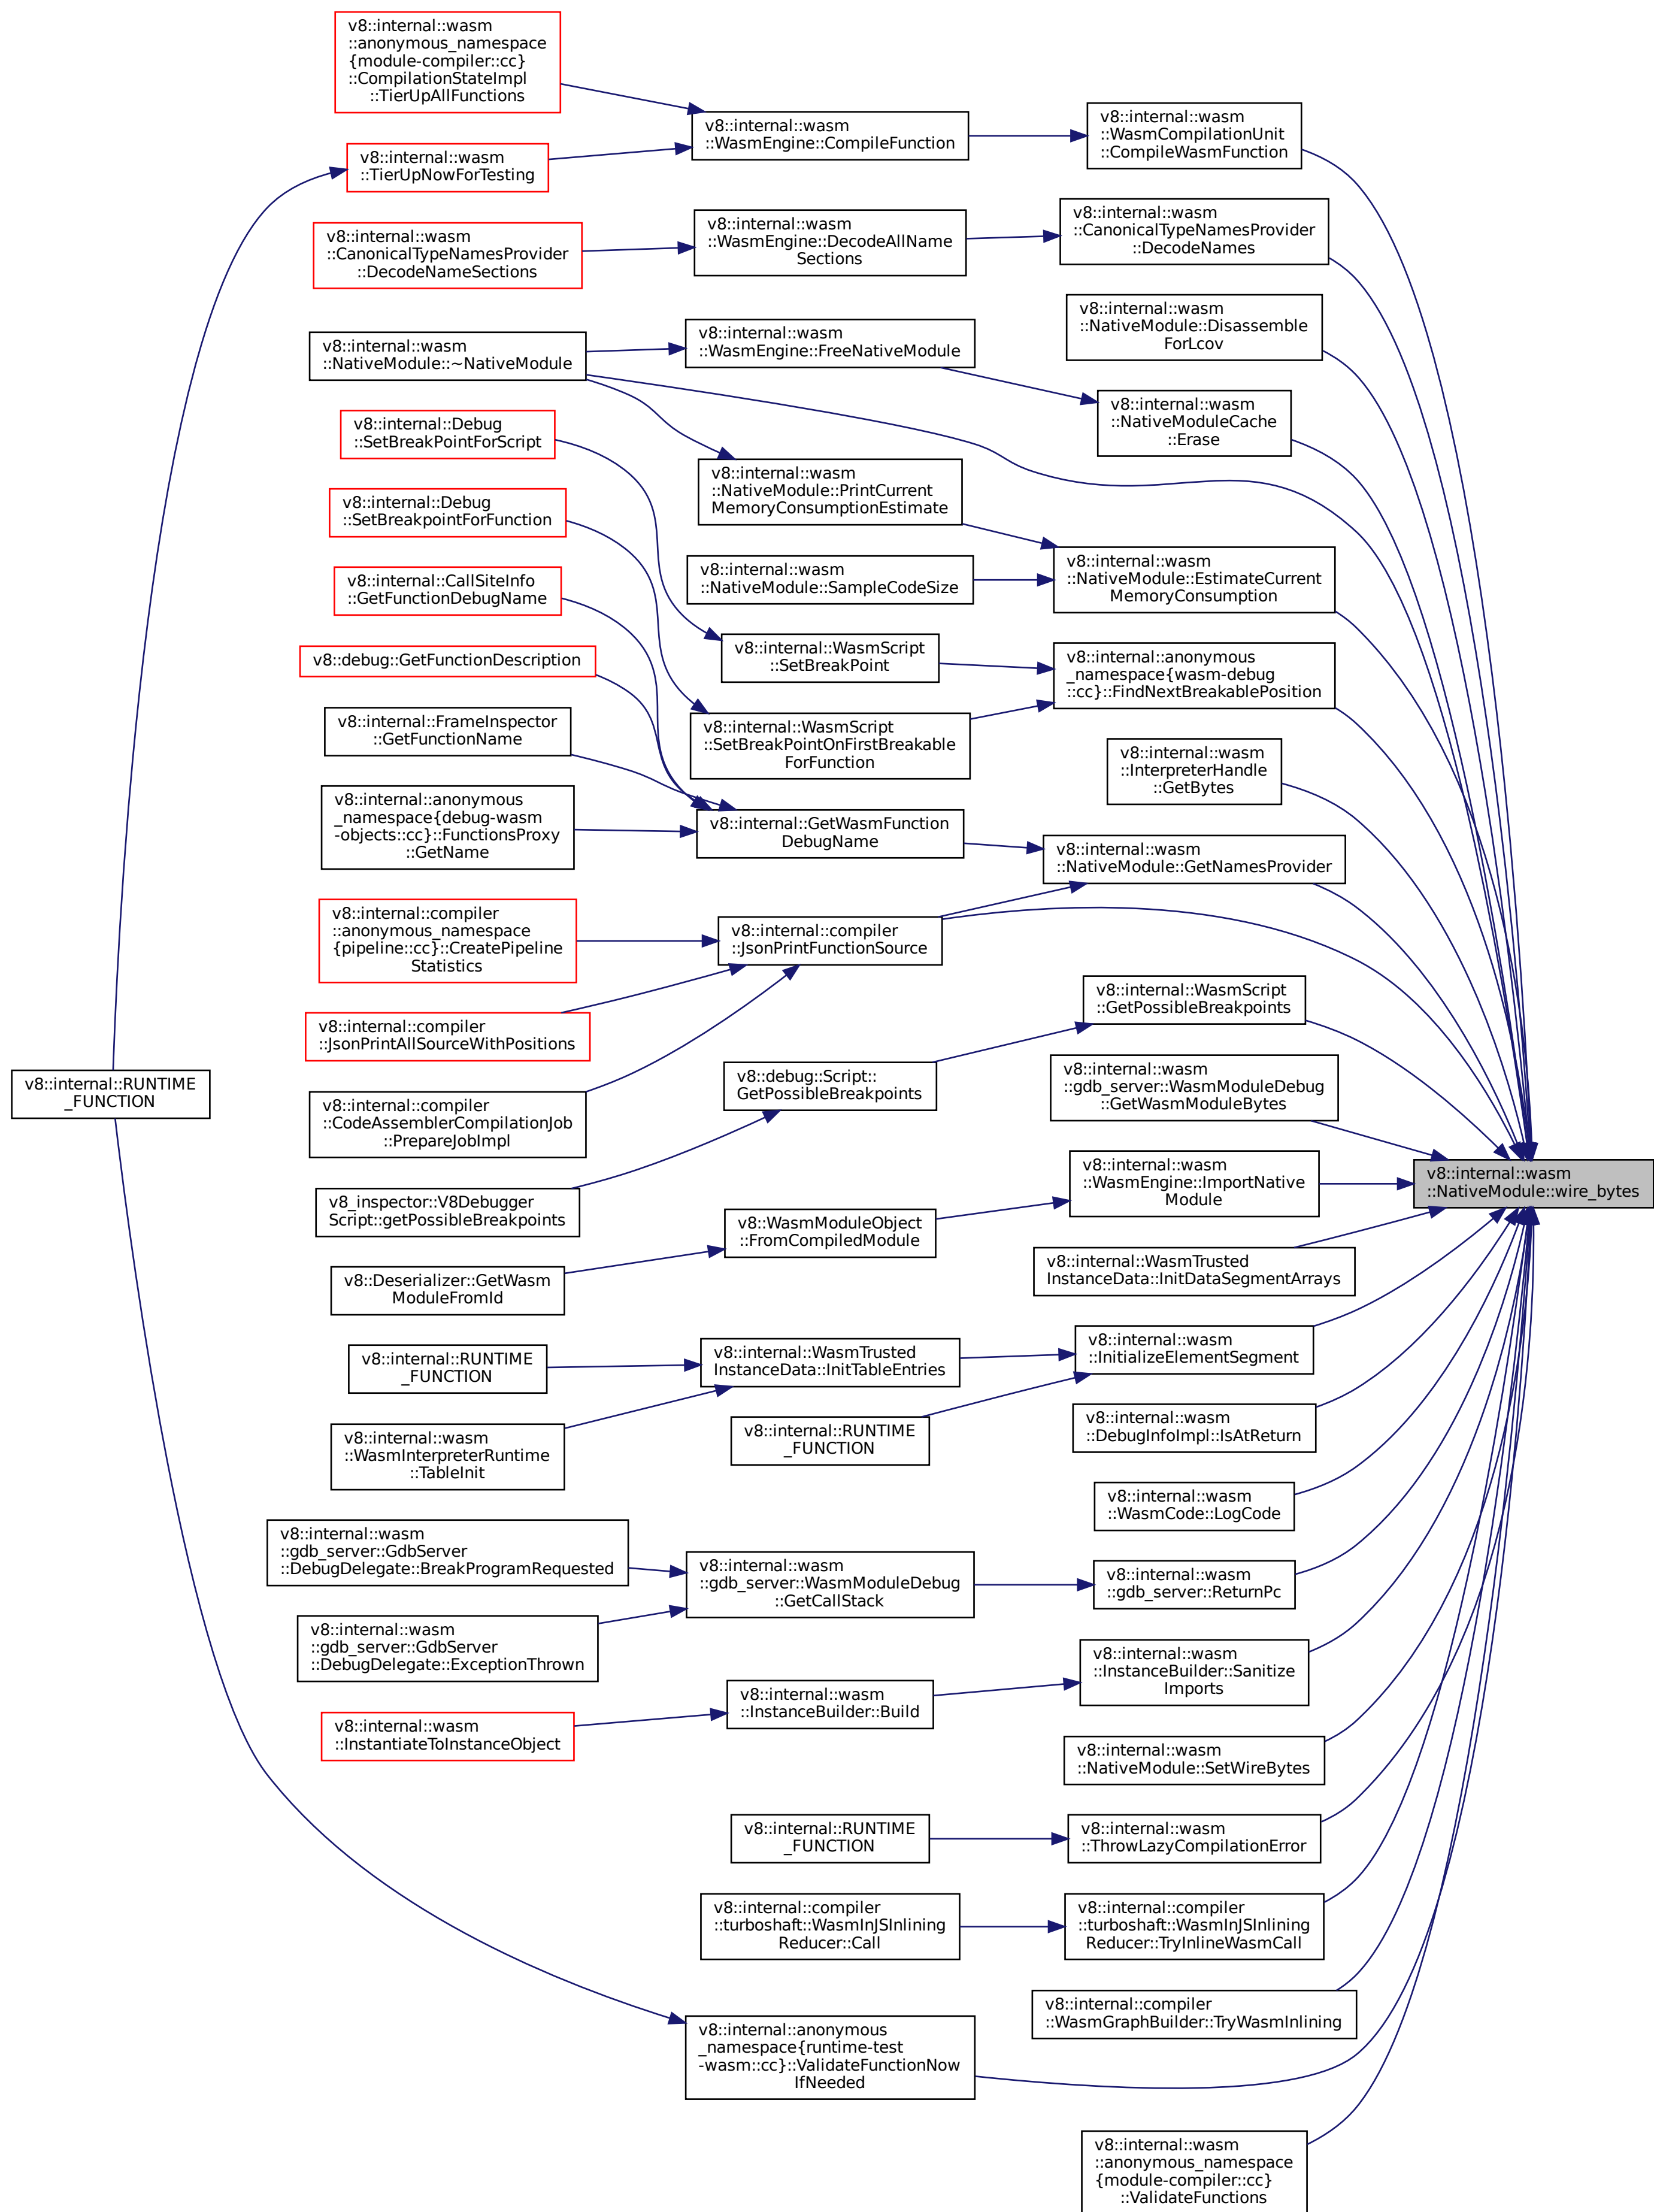 v8::internal::wasm
::anonymous_namespace
{module-compiler::cc}
::CompilationStateImpl
::TierUpAllFunctions
v8::internal::wasm
::WasmEngine::CompileFunction
v8::internal::wasm
::WasmCompilationUnit
::CompileWasmFunction
v8::internal::wasm
::TierUpNowForTesting
v8::internal::wasm
::CanonicalTypeNamesProvider
::DecodeNameSections
v8::internal::wasm
::WasmEngine::DecodeAllName
Sections
v8::internal::wasm
::CanonicalTypeNamesProvider
::DecodeNames
v8::internal::wasm
::NativeModule::Disassemble
ForLcov
v8::internal::wasm
::NativeModule::~NativeModule
v8::internal::wasm
::WasmEngine::FreeNativeModule
v8::internal::wasm
::NativeModuleCache
::Erase
v8::internal::Debug
::SetBreakPointForScript
v8::internal::wasm
::NativeModule::PrintCurrent
MemoryConsumptionEstimate
v8::internal::Debug
::SetBreakpointForFunction
v8::internal::wasm
::NativeModule::SampleCodeSize
v8::internal::wasm
::NativeModule::EstimateCurrent
MemoryConsumption
v8::internal::CallSiteInfo
::GetFunctionDebugName
v8::debug::GetFunctionDescription
v8::internal::WasmScript
::SetBreakPoint
v8::internal::anonymous
_namespace{wasm-debug
::cc}::FindNextBreakablePosition
v8::internal::FrameInspector
::GetFunctionName
v8::internal::WasmScript
::SetBreakPointOnFirstBreakable
ForFunction
v8::internal::wasm
::InterpreterHandle
::GetBytes
v8::internal::anonymous
_namespace{debug-wasm
-objects::cc}::FunctionsProxy
::GetName
v8::internal::GetWasmFunction
DebugName
v8::internal::wasm
::NativeModule::GetNamesProvider
v8::internal::compiler
::anonymous_namespace
{pipeline::cc}::CreatePipeline
Statistics
v8::internal::compiler
::JsonPrintFunctionSource
v8::internal::WasmScript
::GetPossibleBreakpoints
v8::internal::compiler
::JsonPrintAllSourceWithPositions
v8::internal::RUNTIME
_FUNCTION
v8::debug::Script::
GetPossibleBreakpoints
v8::internal::wasm
::gdb_server::WasmModuleDebug
::GetWasmModuleBytes
v8::internal::compiler
::CodeAssemblerCompilationJob
::PrepareJobImpl
v8::internal::wasm
::NativeModule::wire_bytes
v8::internal::wasm
::WasmEngine::ImportNative
Module
v8_inspector::V8Debugger
Script::getPossibleBreakpoints
v8::WasmModuleObject
::FromCompiledModule
v8::internal::WasmTrusted
InstanceData::InitDataSegmentArrays
v8::Deserializer::GetWasm
ModuleFromId
v8::internal::RUNTIME
_FUNCTION
v8::internal::WasmTrusted
InstanceData::InitTableEntries
v8::internal::wasm
::InitializeElementSegment
v8::internal::wasm
::WasmInterpreterRuntime
::TableInit
v8::internal::RUNTIME
_FUNCTION
v8::internal::wasm
::DebugInfoImpl::IsAtReturn
v8::internal::wasm
::WasmCode::LogCode
v8::internal::wasm
::gdb_server::GdbServer
::DebugDelegate::BreakProgramRequested
v8::internal::wasm
::gdb_server::WasmModuleDebug
::GetCallStack
v8::internal::wasm
::gdb_server::ReturnPc
v8::internal::wasm
::gdb_server::GdbServer
::DebugDelegate::ExceptionThrown
v8::internal::wasm
::InstanceBuilder::Sanitize
Imports
v8::internal::wasm
::InstantiateToInstanceObject
v8::internal::wasm
::InstanceBuilder::Build
v8::internal::wasm
::NativeModule::SetWireBytes
v8::internal::RUNTIME
_FUNCTION
v8::internal::wasm
::ThrowLazyCompilationError
v8::internal::compiler
::turboshaft::WasmInJSInlining
Reducer::Call
v8::internal::compiler
::turboshaft::WasmInJSInlining
Reducer::TryInlineWasmCall
v8::internal::compiler
::WasmGraphBuilder::TryWasmInlining
v8::internal::anonymous
_namespace{runtime-test
-wasm::cc}::ValidateFunctionNow
IfNeeded
v8::internal::wasm
::anonymous_namespace
{module-compiler::cc}
::ValidateFunctions